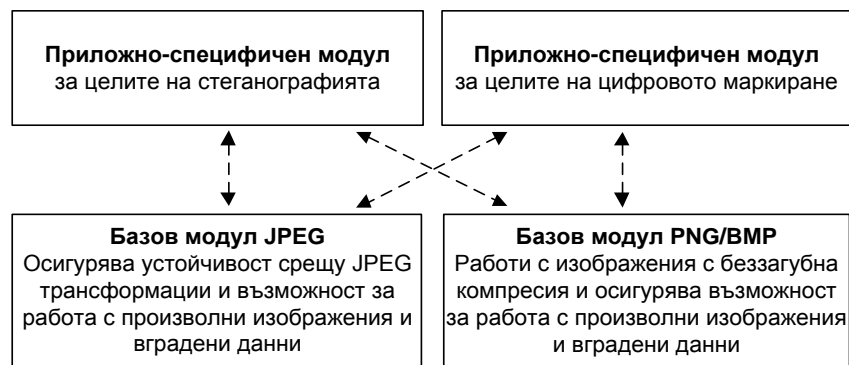 Приложно-специфичен модул
за целите на стеганографията
Приложно-специфичен модул
за целите на цифровото маркиране
Базов модул JPEG
Осигурява устойчивост срещу JPEG
трансформации и възможност за
работа с произволни изображения и
вградени данни
Базов модул PNG/BMP
Работи с изображения с беззагубна
компресия и осигурява възможност
за работа с произволни изображения
и вградени данни